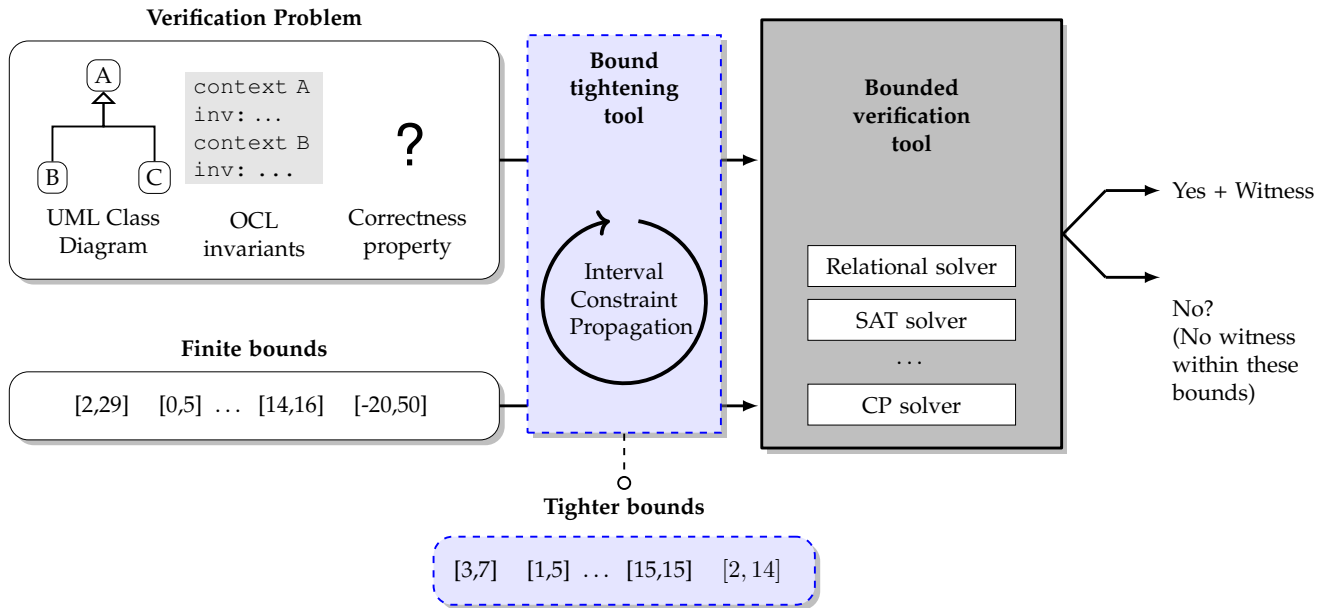 Verification Problem
A
B
C
UML Class
Diagram
context A
inv: ...
context B
inv: ...
OCL
invariants
?
Correctness
property
Finite bounds
[2,29] [0,5] ... [14,16] [-20,50]
Bound
tightening
tool
Interval
Constraint
Propagation
Tighter bounds
[3,7] [1,5] ... [15,15] [2, 14]
Bounded
verification
tool
Relational solver
SAT solver
...
CP solver
Yes + Witness
No?
(No witness
within these
bounds)